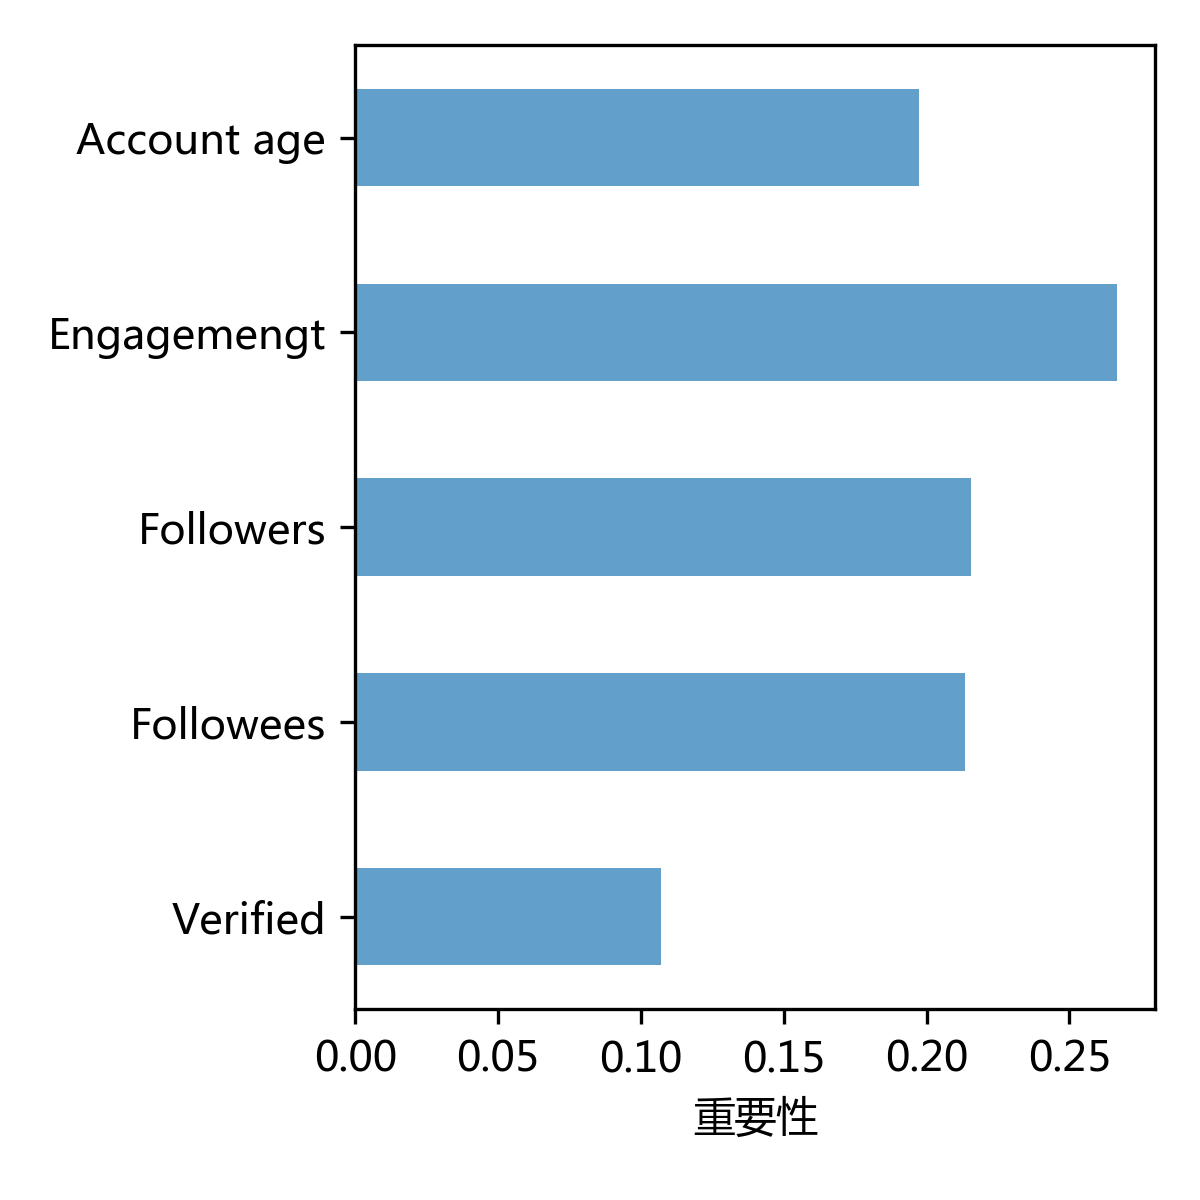 Account age
Engagemengt
Followers
Followees
Verified
0.00 0.05 0.10 0.15 0.20 0.25
重要性